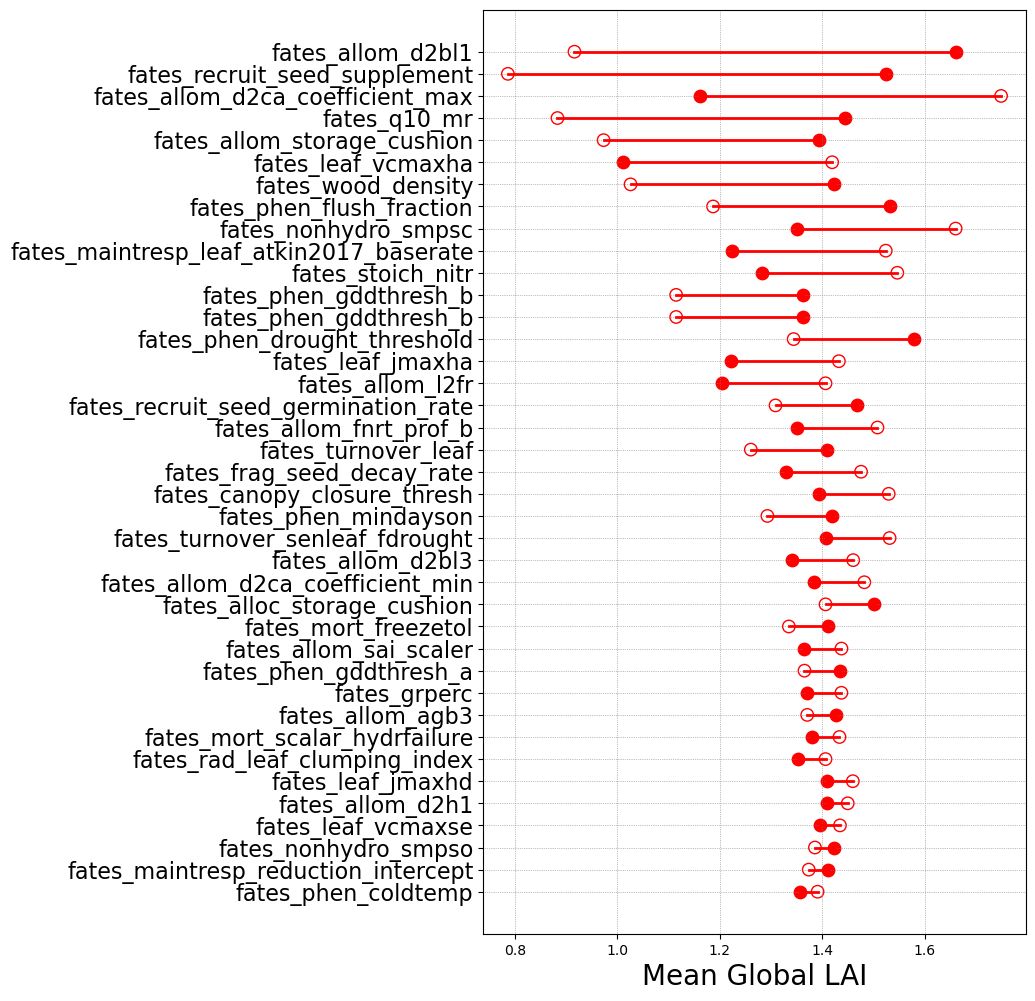 fates_allom_d2bl1
fates_recruit_seed_supplement
fates_allom_d2ca_coefficient_max
fates_q10_mr
fates_allom_storage_cushion
fates_leaf_vcmaxha
fates_wood_density
fates_phen_flush_fraction
fates_nonhydro_smpsc
fates_maintresp_leaf_atkin2017_baserate
fates_stoich_nitr
fates_phen_gddthresh_b
fates_phen_gddthresh_b
fates_phen_drought_threshold
fates_leaf_jmaxha
fates_allom_l2fr
fates_recruit_seed_germination_rate
fates_allom_fnrt_prof_b
fates_turnover_leaf
fates_frag_seed_decay_rate
fates_canopy_closure_thresh
fates_phen_mindayson
fates_turnover_senleaf_fdrought
fates_allom_d2bl3
fates_allom_d2ca_coefficient_min
fates_alloc_storage_cushion
fates_mort_freezetol
fates_allom_sai_scaler
fates_phen_gddthresh_a
fates_grperc
fates_allom_agb3
fates_mort_scalar_hydrfailure
fates_rad_leaf_clumping_index
fates_leaf_jmaxhd
fates_allom_d2h1
fates_leaf_vcmaxse
fates_nonhydro_smpso
fates_maintresp_reduction_intercept
fates_phen_coldtemp
0.8 1.0 1.2 1.4 1.6
Mean Global LAI